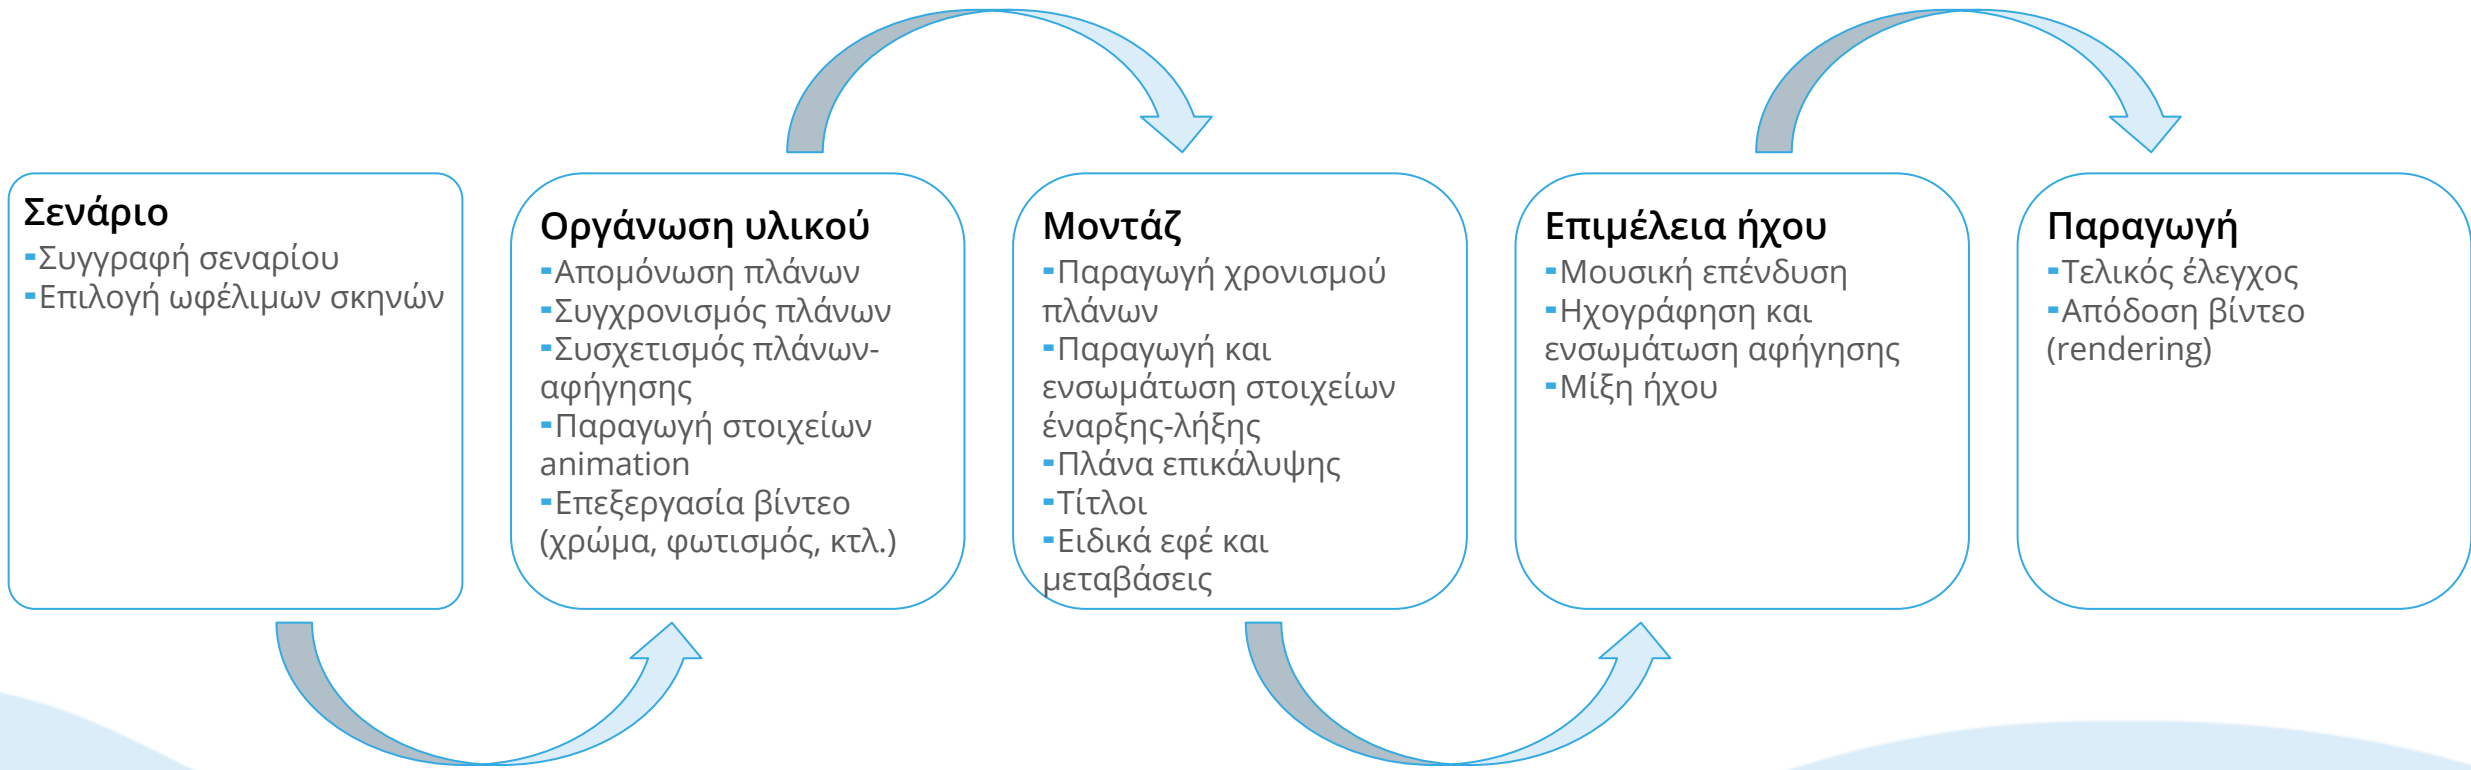 Σενάριο
-Συγγραφή σεναρίου
-Επιλογή ωφέλιμων σκηνών
Οργάνωση υλικού
-Απομόνωση πλάνων
-Συγχρονισμός πλάνων
-Συσχετισμός πλάνων-
αφήγησης
-Παραγωγή στοιχείων
animation
-Επεξεργασία βίντεο
(χρώμα, φωτισμός, κτλ.)
Μοντάζ
-Παραγωγή χρονισμού
πλάνων
-Παραγωγή και
ενσωμάτωση στοιχείων
έναρξης-λήξης
-Πλάνα επικάλυψης
-Τίτλοι
-Ειδικά εφέ και
μεταβάσεις
Επιμέλεια ήχου
-Μουσική επένδυση
-Ηχογράφηση και
ενσωμάτωση αφήγησης
-Μίξη ήχου
Παραγωγή
-Τελικός έλεγχος
-Απόδοση βίντεο
(rendering)